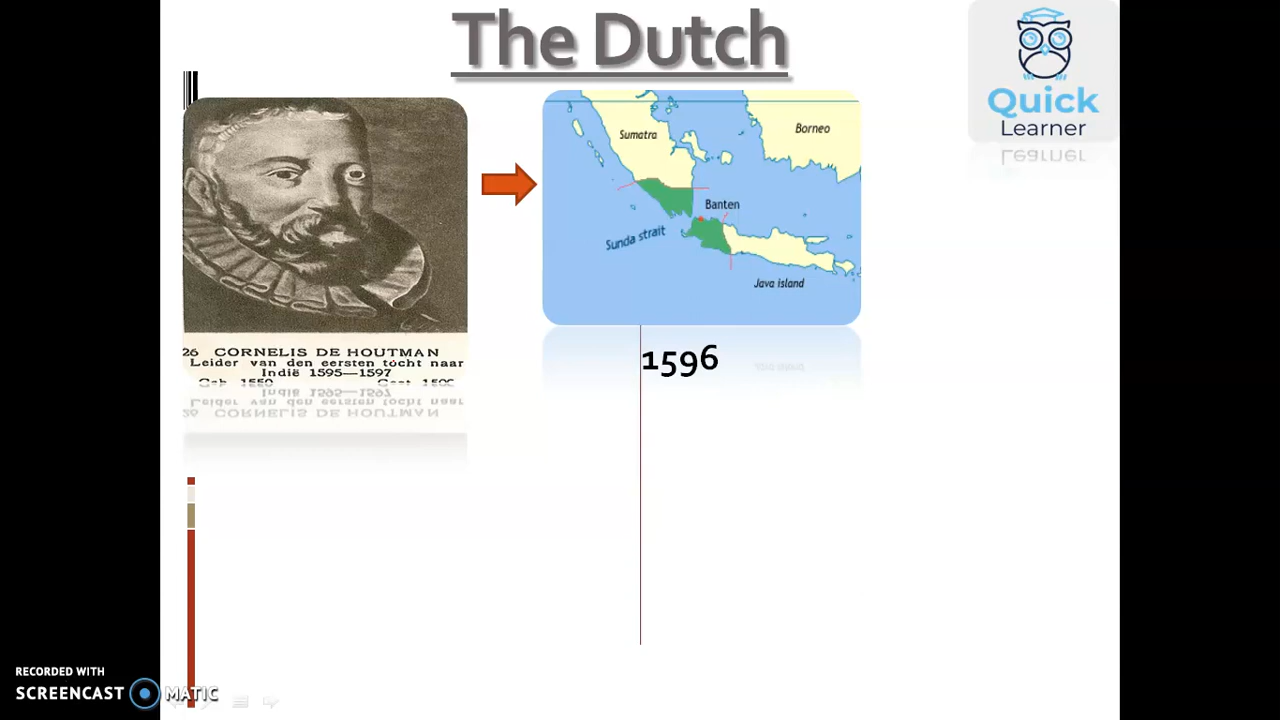 The Dutch
Quick
Learner
26 CORNELIS DE HOUTMAN
Leider van den eersten tocht naar
Indië 1595—1597
Sumatra
Borneo
Banten
Sunda strait
Java island
1596
RECORDED WITH
SCREENCAST MATIC